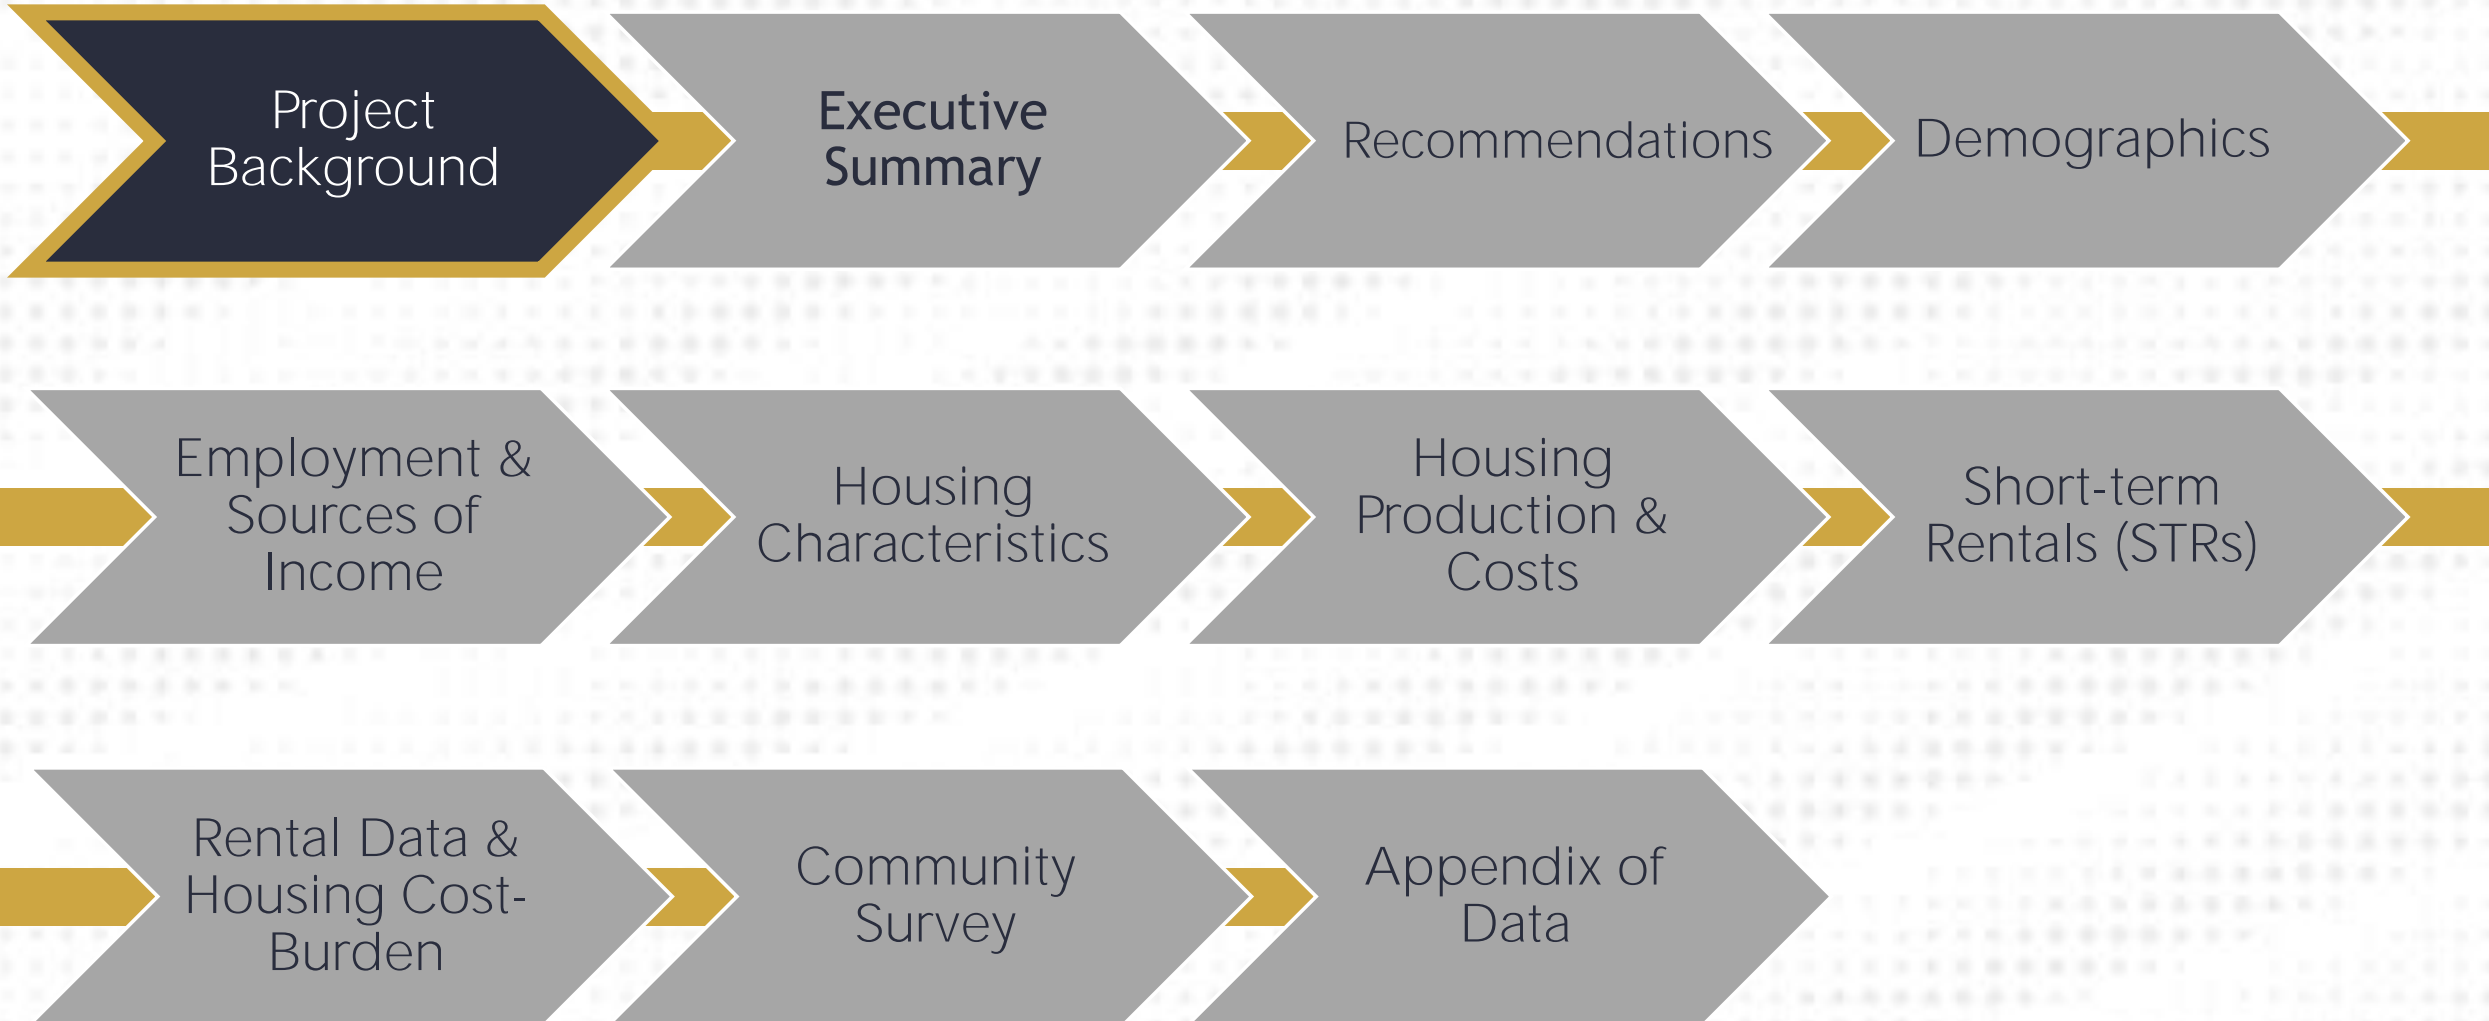 Project
Background
Executive
Summary
Recommendations
Demographics
Employment &
Sources of
Income
Housing
Characteristics
Housing
Production &
Costs
Short-term
Rentals (STRs)
Rental Data &
Housing Cost-
Burden
Community
Survey
Appendix of
Data